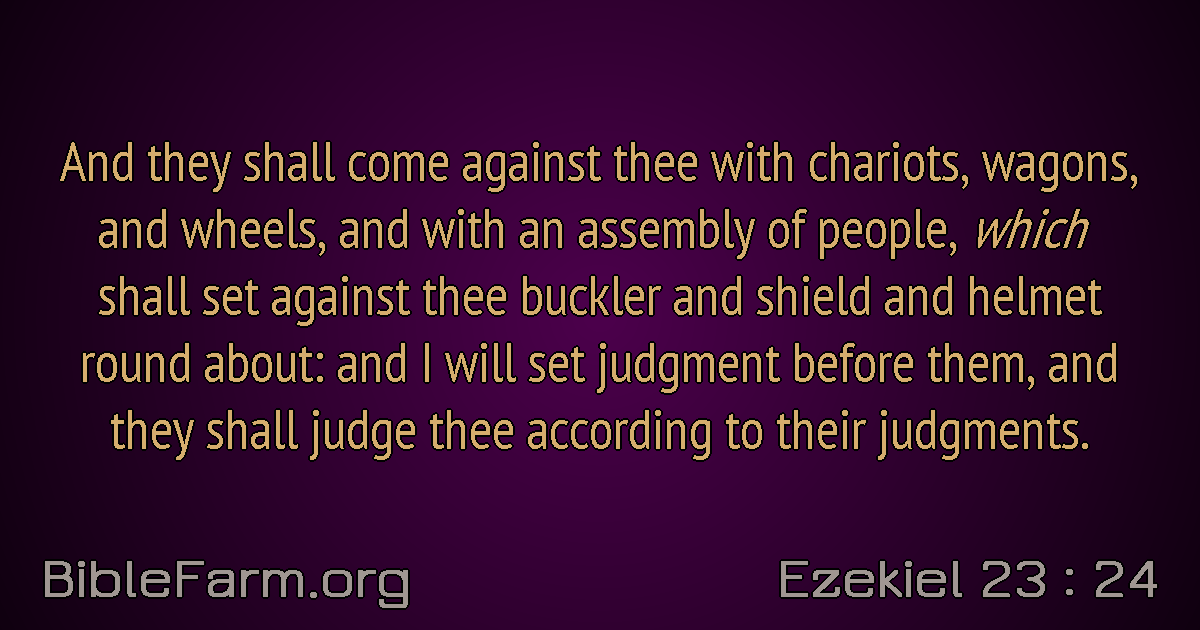 And they shall come against thee with chariots, wagons,
and wheels, and with an assembly of people, which
shall set against thee buckler and shield and helmet
round about: and I will set judgment before them, and
they shall judge thee according to their judgments.
BibleFarm.org
Ezekiel 23 : 24